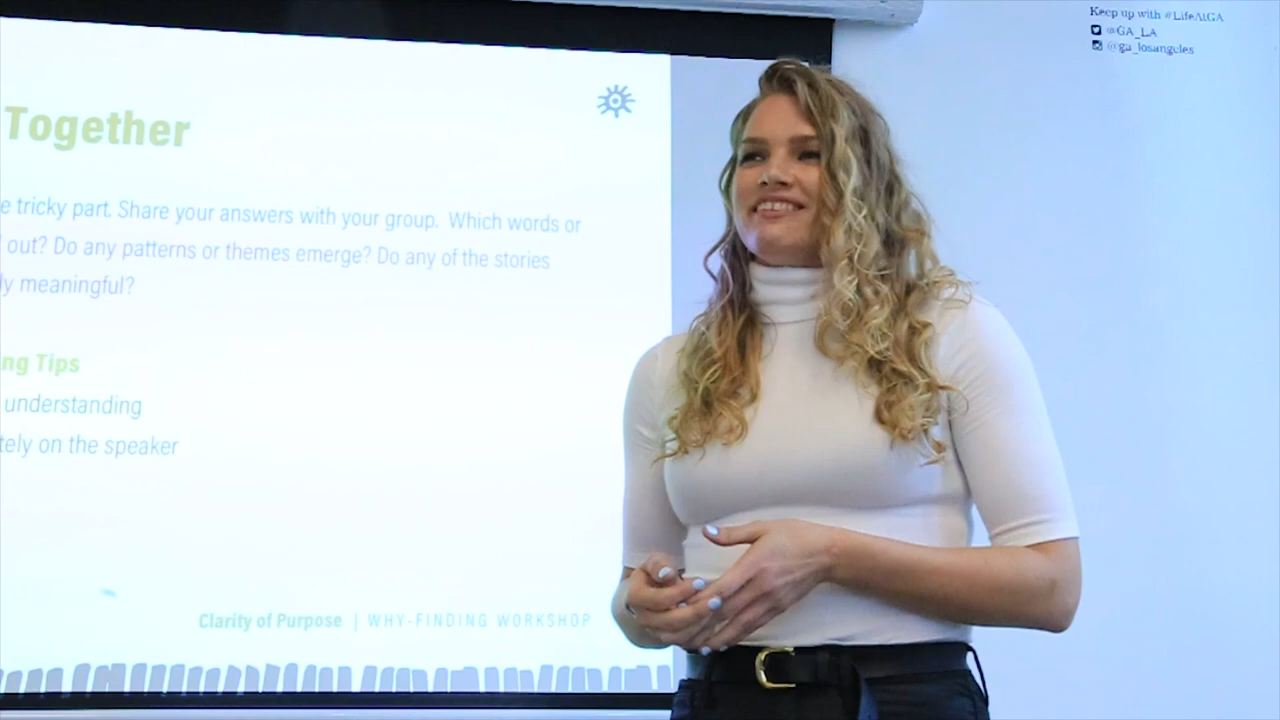 Together
e tricky part. Share your answers with your group. Which words or
out? Do any patterns or themes emerge? Do any of the stories
ly meaningful?
ng Tips
understanding
tely on the speaker
Clarity of Purpose | WHY-FINDING WORKSHOP
Keep up with #LifeAtGA
@GA_LA
@ga_losangeles